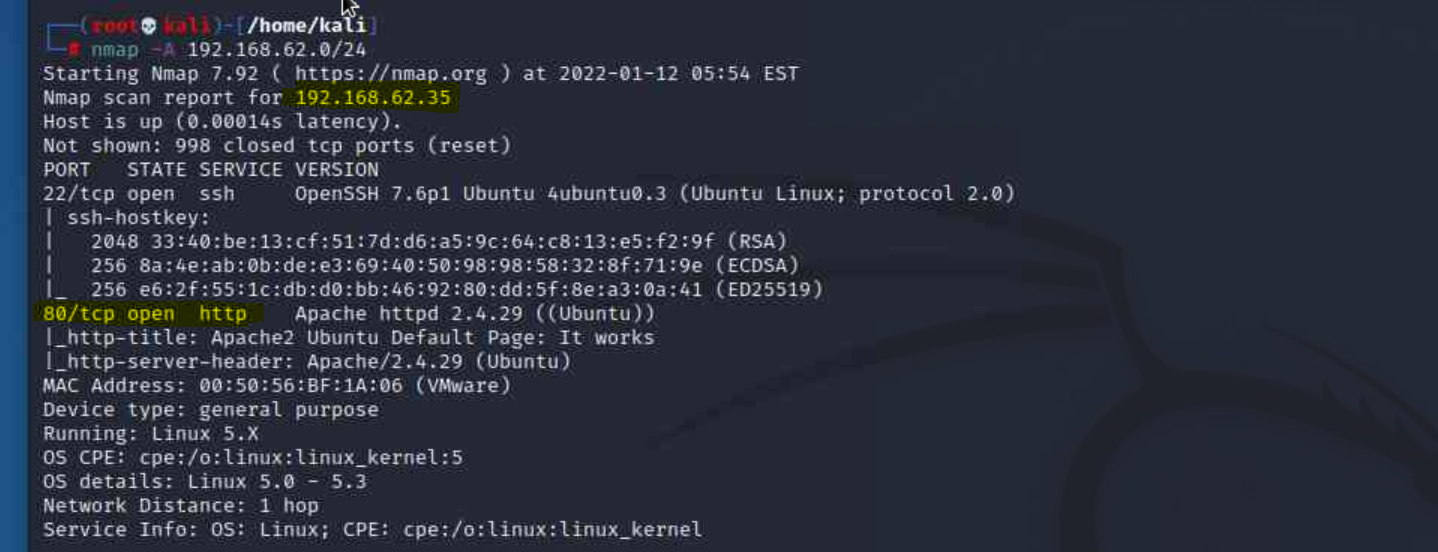 ┌──(root💀kali)-[/home/kali]
└─# nmap -A 192.168.62.0/24
Starting Nmap 7.92 ( https://nmap.org ) at 2022-01-12 05:54 EST
Nmap scan report for 192.168.62.35
Host is up (0.00014s latency).
Not shown: 998 closed tcp ports (reset)
PORT   STATE SERVICE VERSION
22/tcp open  ssh     OpenSSH 7.6p1 Ubuntu 4ubuntu0.3 (Ubuntu Linux; protocol 2.0)
| ssh-hostkey:
|   2048 33:40:be:13:cf:51:7d:d6:a5:9c:64:c8:13:e5:f2:9f (RSA)
|   256 8a:4e:ab:0b:de:e3:69:40:50:98:98:58:32:8f:71:9e (ECDSA)
|_  256 e6:2f:55:1c:db:d0:bb:46:92:80:dd:5f:8e:a3:0a:41 (ED25519)
80/tcp open  http    Apache httpd 2.4.29 ((Ubuntu))
|_http-title: Apache2 Ubuntu Default Page: It works
|_http-server-header: Apache/2.4.29 (Ubuntu)
MAC Address: 00:50:56:BF:1A:06 (VMware)
Device type: general purpose
Running: Linux 5.X
OS CPE: cpe:/o:linux:linux_kernel:5
OS details: Linux 5.0 - 5.3
Network Distance: 1 hop
Service Info: OS: Linux; CPE: cpe:/o:linux:linux_kernel